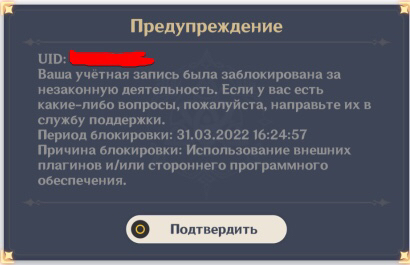 Предупреждение
UID:
Ваша учётная запись была заблокирована за
незаконную деятельность. Если у вас есть
какие-либо вопросы, пожалуйста, направьте их в
службу поддержки.
Период блокировки: 31.03.2022 16:24:57
Причина блокировки: Использование внешних
плагинов и/или стороннего программного
обеспечения.
Подтвердить